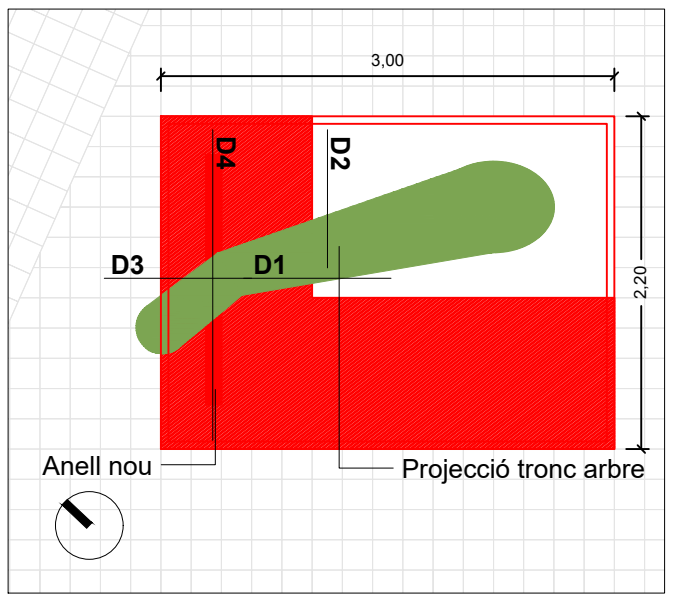 3,00
D4
D2
D3
D1
2,20
Anell nou
Projecció tronc arbre